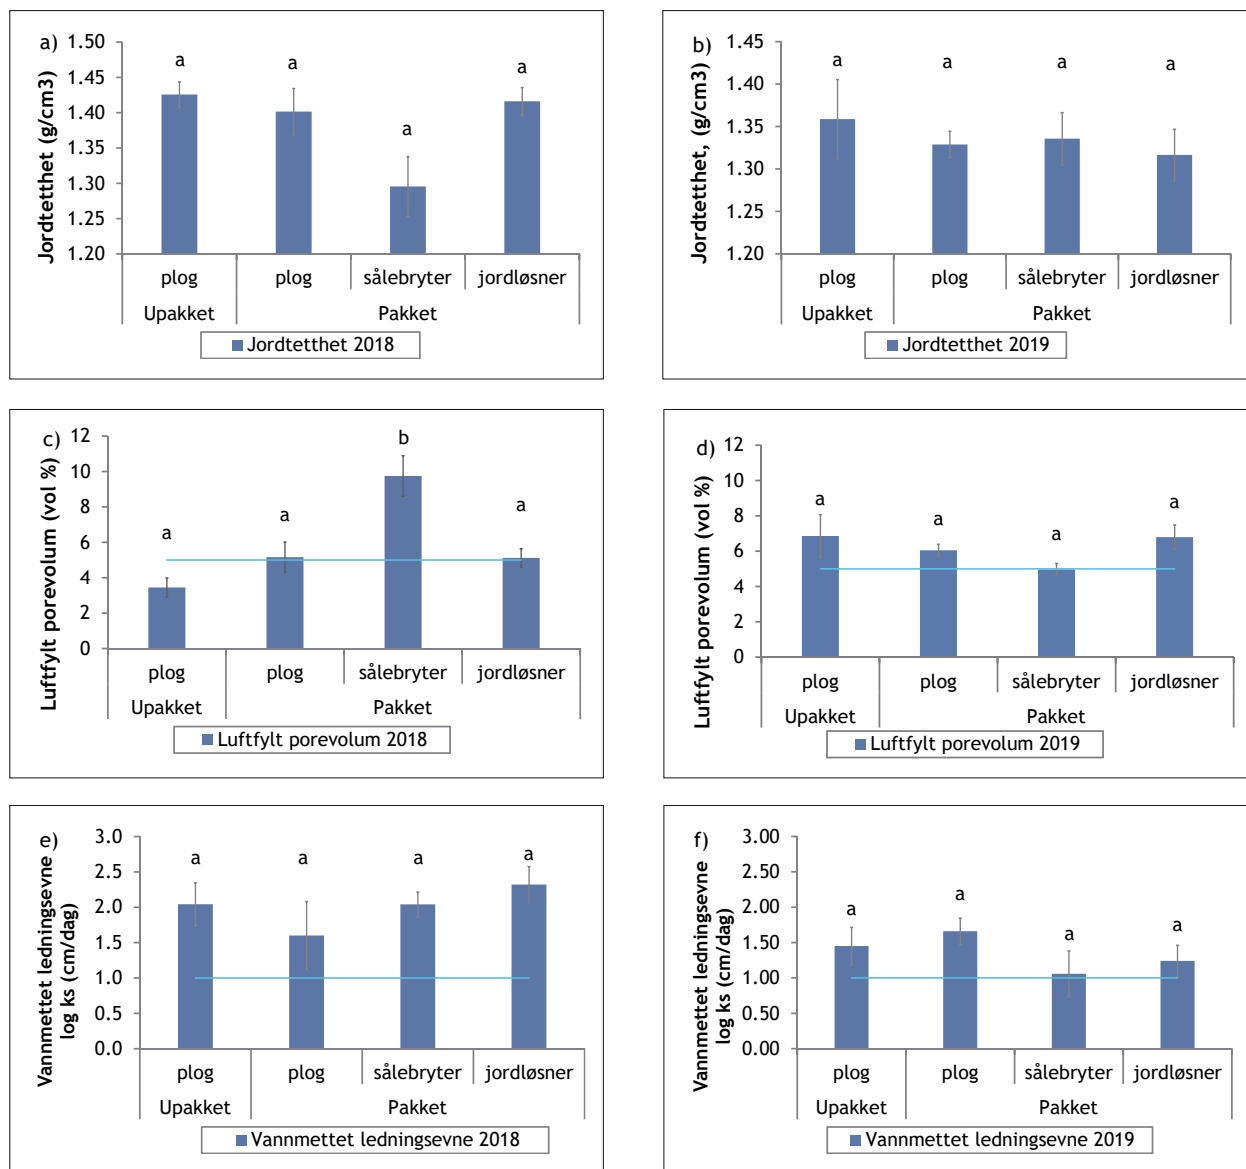 a)
Jordtetthet (g/cm3)
1.50
1.45
1.40
1.35
1.30
1.25
1.20
a a a a
plog plog sålebryter jordløsner
Upakket Pakket
Jordtetthet 2018
b)
Jordtetthet, (g/cm3)
1.45
1.40
1.35
1.30
1.25
1.20
a a a a
plog plog sålebryter jordløsner
Upakket Pakket
Jordtetthet 2019
c)
Luftfylt porevolum (vol %)
12
10
8
6
4
2
0
a a b a
plog plog sålebryter jordløsner
Upakket Pakket
Luftfylt porevolum 2018
d)
Luftfylt porevolum (vol %)
12
10
8
6
4
2
0
a a a a
plog plog sålebryter jordløsner
Upakket Pakket
Luftfylt porevolum 2019
e)
Vannmettet ledningsevne
log ks (cm/dag)
3.0
2.5
2.0
1.5
1.0
0.5
0.0
a a a a
plog plog sålebryter jordløsner
Upakket Pakket
Vannmettet ledningsevne 2018
f)
Vannmettet ledningsevne
log ks (cm/dag)
3.00
2.50
2.00
1.50
1.00
0.50
0.00
a a a a
plog plog sålebryter jordløsner
Upakket Pakket
Vannmettet ledningsevne 2019